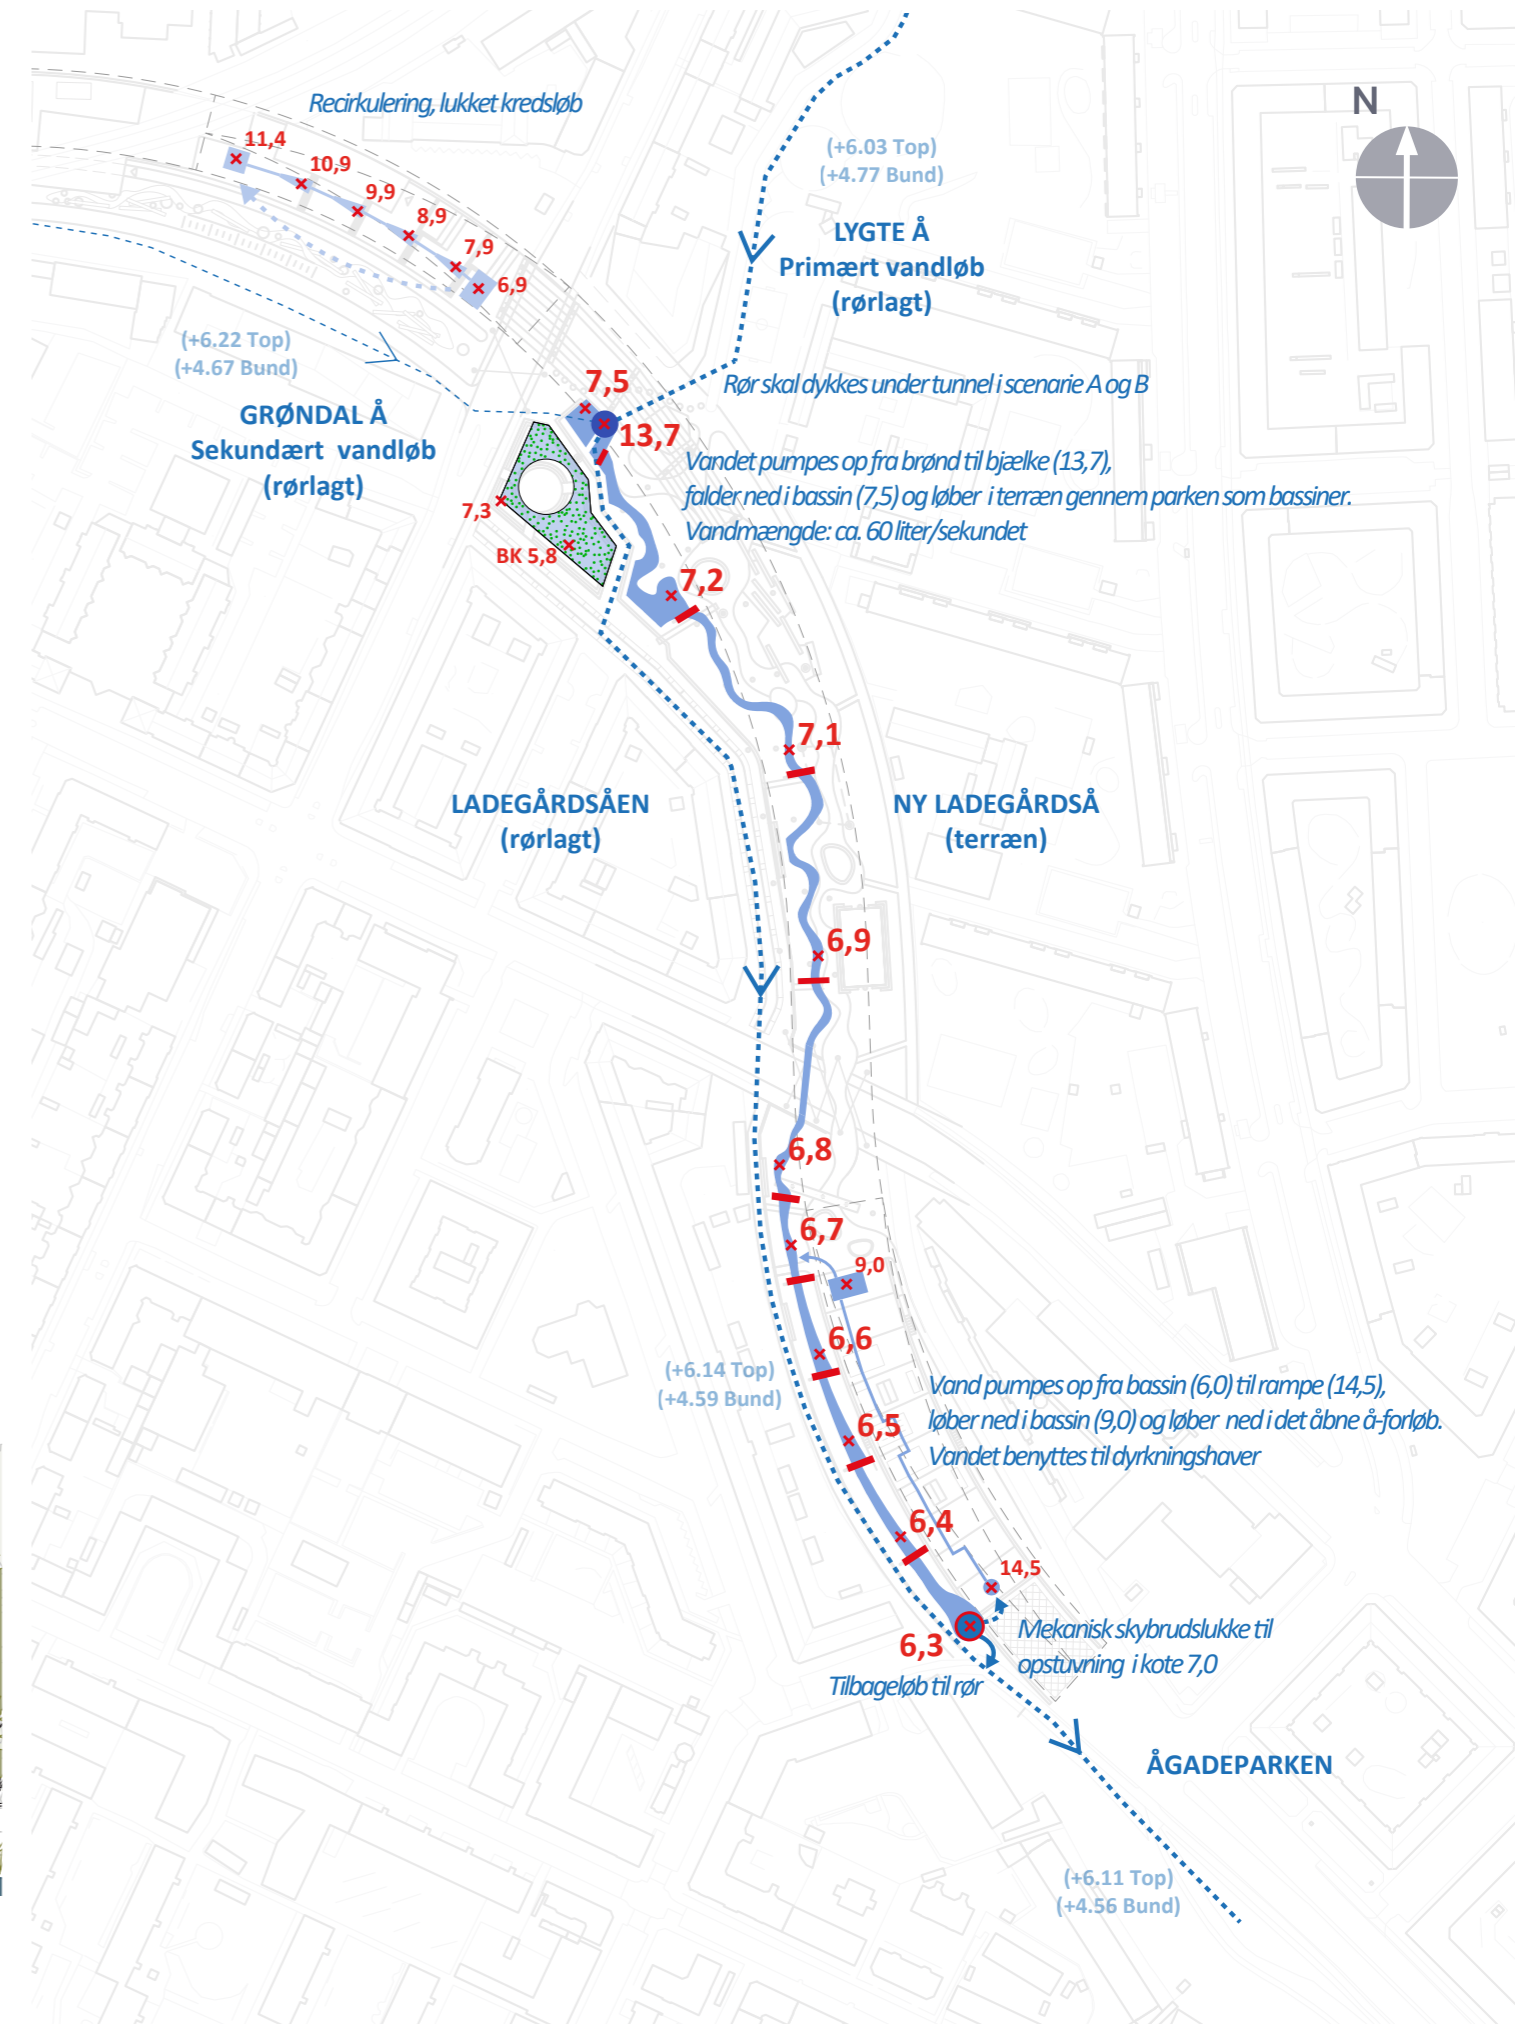 N
Recirkulering, lukket kredsløb
11,4
10,9
9,9
8,9
7,9
6,9
(+6.03 Top)
(+4.77 Bund)
LYGTE Å
Primært vandløb
(rørlagt)
(+6.22 Top)
(+4.67 Bund)
GRØNDAL Å
Sekundært vandløb
(rørlagt)
Rør skal dykkes under tunnel i scenarie A og B
7,5
13,7
Vandet pumpes op fra brønd til bjælke (13,7),
falder ned i bassin (7,5) og løber i terræn gennem parken som bassiner.
Vandmængde: ca. 60 liter/sekundet
7,3
BK 5,8
7,2
7,1
LADEGÅRDSÅEN
(rørlagt)
NY LADEGÅRDSÅ
(terræn)
6,9
6,8
6,7
9,0
6,6
(+6.14 Top)
(+4.59 Bund)
Vand pumpes op fra bassin (6,0) til rampe (14,5),
løber ned i bassin (9,0) og løber ned i det åbne å-forløb.
Vandet benyttes til dyrkningshaver
6,5
6,4
14,5
6,3
Mekanisk skybrudslukke til
opstuvning i kote 7,0
Tilbageløb til rør
ÅGADEPARKEN
(+6.11 Top)
(+4.56 Bund)